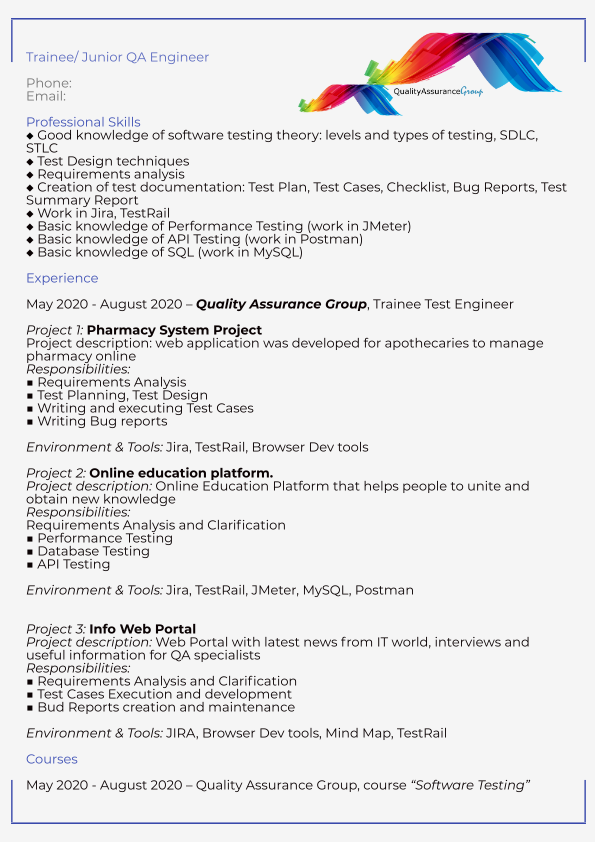 QualityAssuranceGroup
Trainee/ Junior QA Engineer
Phone:
Email:
Professional Skills
◆ Good knowledge of software testing theory: levels and types of testing, SDLC,
STLC
◆ Test Design techniques
◆ Requirements analysis
◆ Creation of test documentation: Test Plan, Test Cases, Checklist, Bug Reports, Test
Summary Report
◆ Work in Jira, TestRail
◆ Basic knowledge of Performance Testing (work in JMeter)
◆ Basic knowledge of API Testing (work in Postman)
◆ Basic knowledge of SQL (work in MySQL)
Experience
May 2020 - August 2020 – Quality Assurance Group, Trainee Test Engineer
Project 1: Pharmacy System Project
Project description: web application was developed for apothecaries to manage
pharmacy online
Responsibilities:
■ Requirements Analysis
■ Test Planning, Test Design
■ Writing and executing Test Cases
■ Writing Bug reports
Environment & Tools: Jira, TestRail, Browser Dev tools
Project 2: Online education platform.
Project description: Online Education Platform that helps people to unite and
obtain new knowledge
Responsibilities:
Requirements Analysis and Clarification
■ Performance Testing
■ Database Testing
■ API Testing
Environment & Tools: Jira, TestRail, JMeter, MySQL, Postman
Project 3: Info Web Portal
Project description: Web Portal with latest news from IT world, interviews and
useful information for QA specialists
Responsibilities:
■ Requirements Analysis and Clarification
■ Test Cases Execution and development
■ Bud Reports creation and maintenance
Environment & Tools: JIRA, Browser Dev tools, Mind Map, TestRail
Courses
May 2020 - August 2020 – Quality Assurance Group, course “Software Testing”